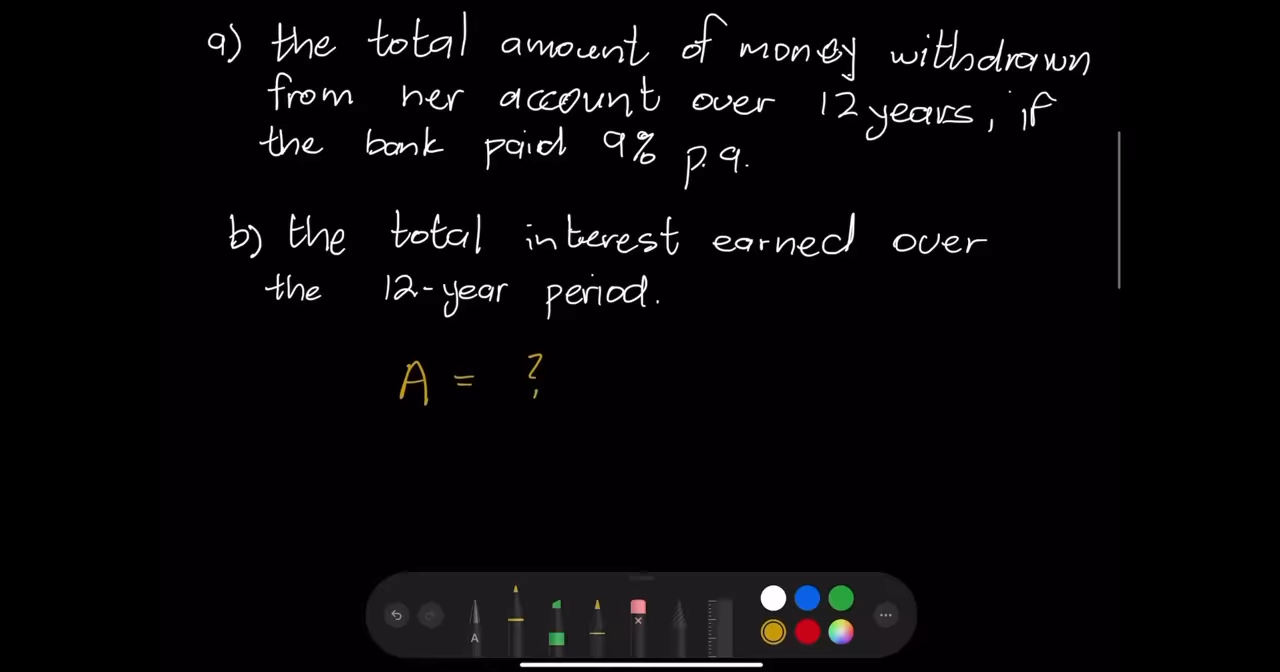 a) the total amount of money withdrawn
from her account over 12 years, if
the bank paid 9% p.a.
b) the total interest earned over
the 12-year period.
A = ?
A